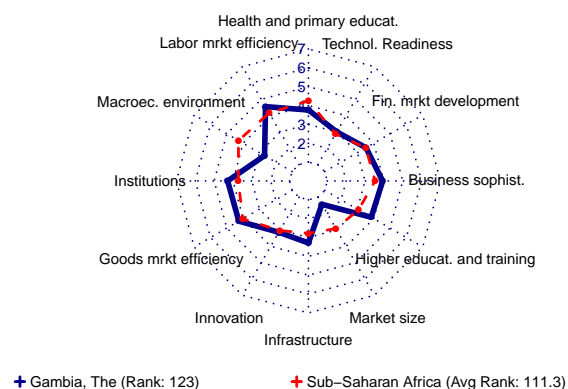 Health and primary educat.
Labor mrkt efficiency
7
Technol. Readiness
6
5
Macroec. environment
Fin. mrkt development
3
2
Institutions
Business sophist.
Goods mrkt efficiency
Higher educat. and training
Innovation
Market size
Infrastructure
Gambia, The (Rank: 123)
Sub−Saharan Africa (Avg Rank: 111.3)